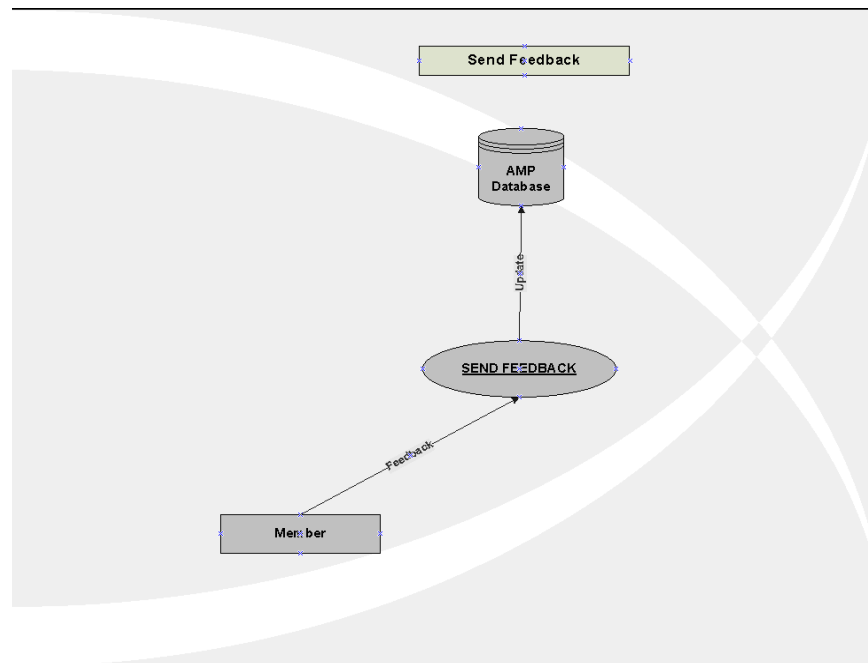 Send Feedback
AMP
Database
Update
SEND FEEDBACK
Feedback
Member